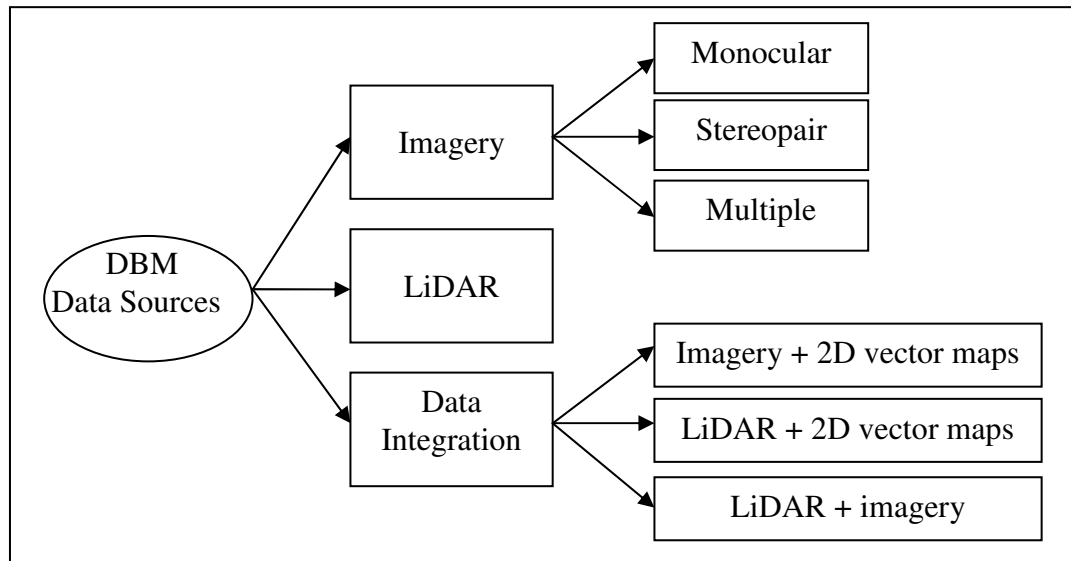 DBM
Data Sources
Imagery
Monocular
Stereopair
Multiple
LiDAR
Data
Integration
Imagery + 2D vector maps
LiDAR + 2D vector maps
LiDAR + imagery